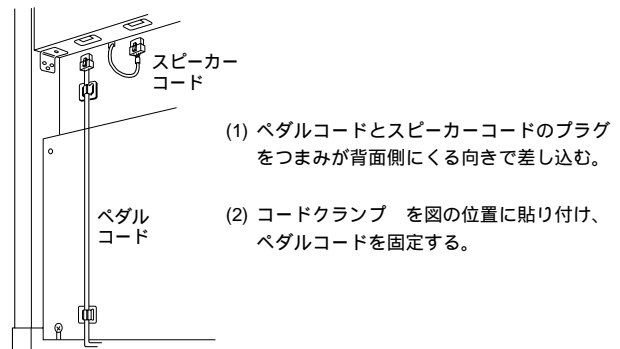 スピーカー
コード
(1) ペダルコードとスピーカーコードのプラグ
をつまみが背面側にくる向きで差し込む。
(2) コードクランプ　を図の位置に貼り付け、
ペダルコードを固定する。
ペダル
コード